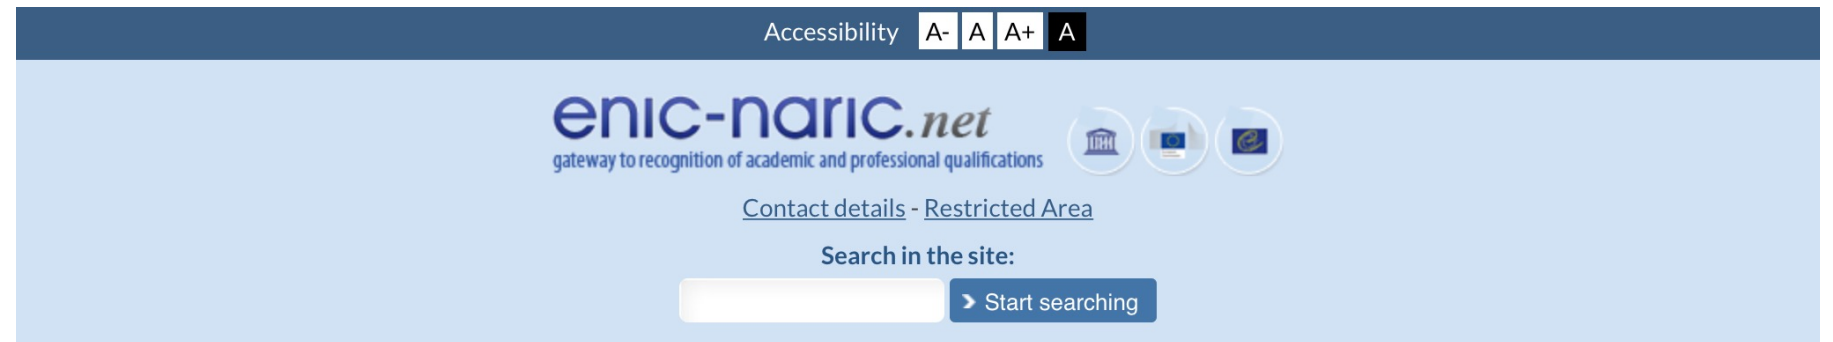 Accessibility A- A A+ A
enic-naric.net
gateway to recognition of academic and professional qualifications
Contact details - Restricted Area
Search in the site:
Start searching